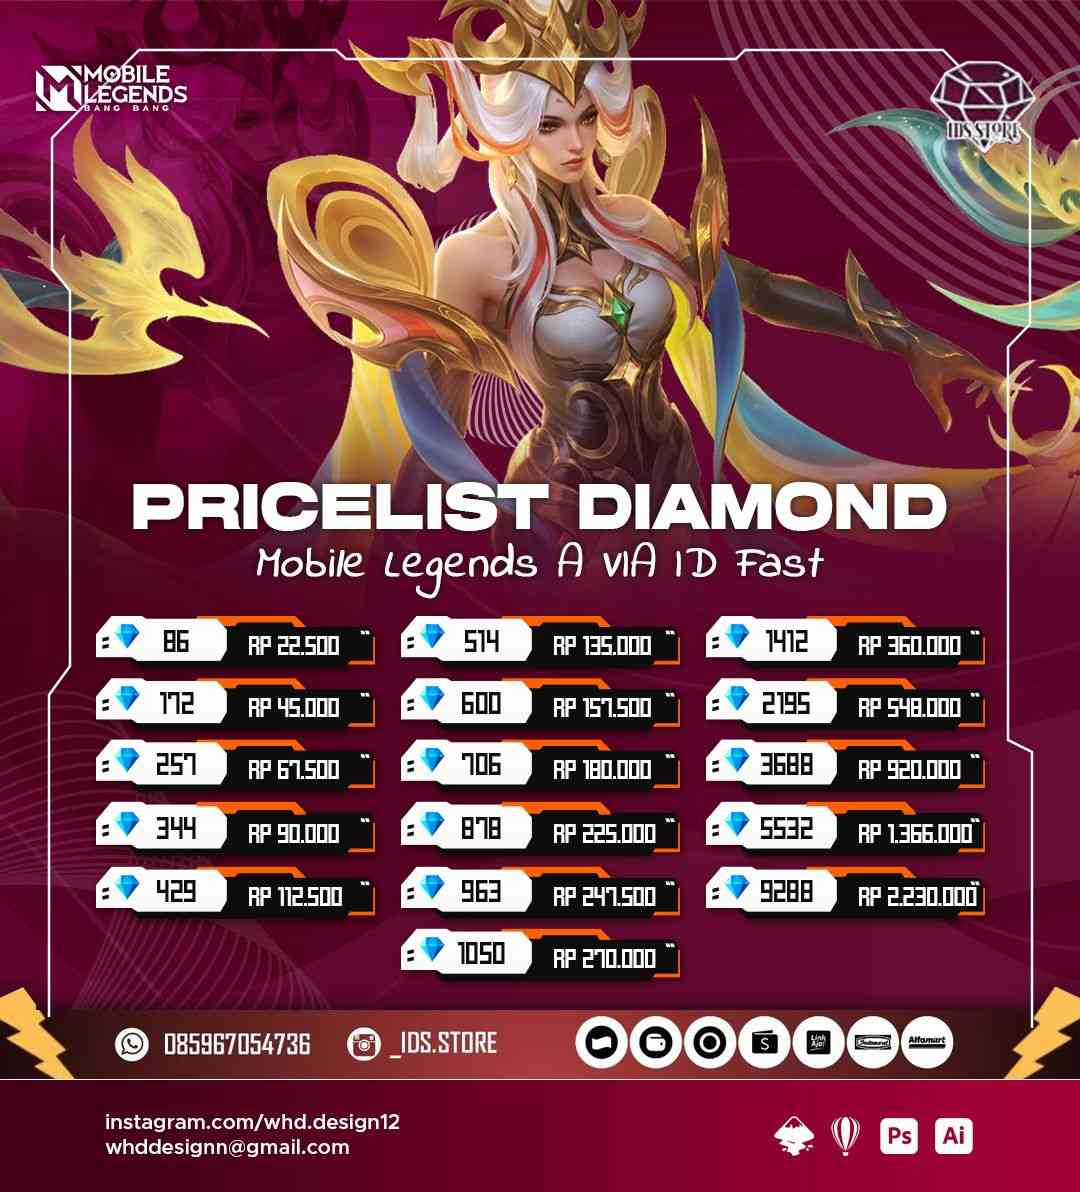 MOBILE
LEGENDS
BANG BANG
IDS STORE
PRICELIST DIAMOND
Mobile Legends A VIA ID Fast
86 RP 22.500
172 RP 45.000
257 RP 67.500
344 RP 90.000
429 RP 112.500
514 RP 135.000
600 RP 157.500
706 RP 180.000
878 RP 225.000
963 RP 247.500
1050 RP 270.000
1412 RP 360.000
2195 RP 548.000
3688 RP 920.000
5532 RP 1.366.000
9288 RP 2.230.000
085967054736
_IDS.STORE
S
Link
Aja!
Indomaret
Alfamart
instagram.com/whd.design12
whddesignn@gmail.com
Ps
Ai